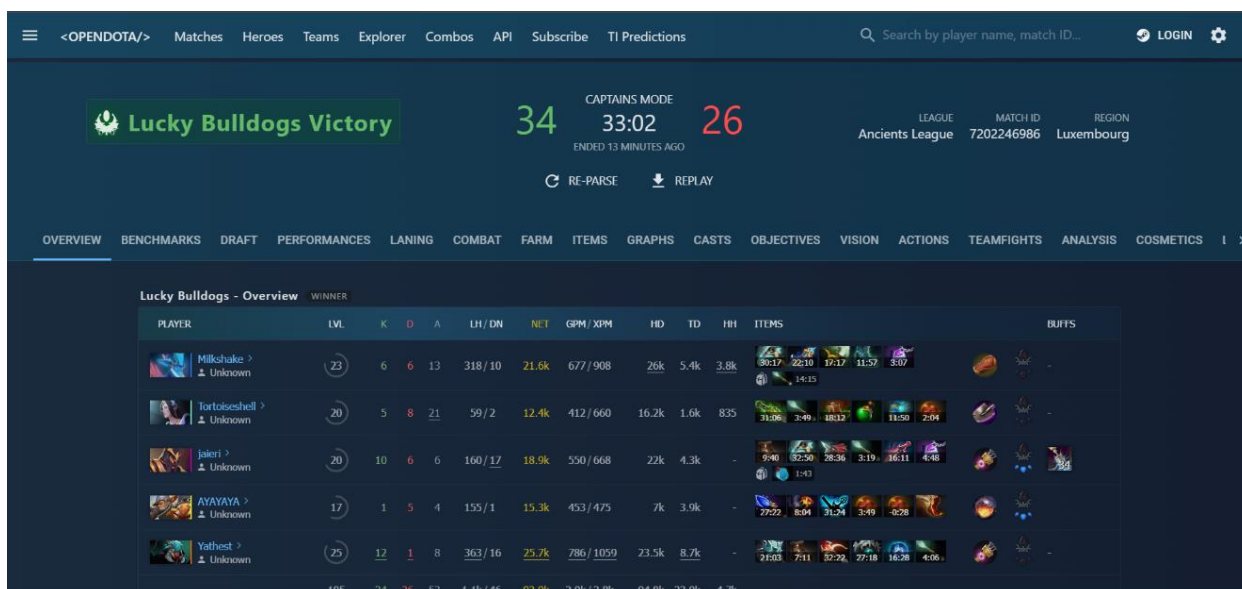 <OPENDOTA/> Matches Heroes Teams Explorer Combos API Subscribe TI Predictions Search by player name, match ID... LOGIN
Lucky Bulldogs Victory
34
CAPTAINS MODE
33:02
ENDED 13 MINUTES AGO
26
LEAGUE MATCH ID REGION
Ancients League 7202246986 Luxembourg
RE-PARSE REPLAY
OVERVIEW BENCHMARKS DRAFT PERFORMANCES LANING COMBAT FARM ITEMS GRAPHS CASTS OBJECTIVES VISION ACTIONS TEAMFIGHTS ANALYSIS COSMETICS
Lucky Bulldogs - Overview WINNER
PLAYER LVL K D A LH / DN NET GPM / XPM HD TD HH ITEMS BUFFS
Milkshake > 23 6 6 13 318 / 10 21.6k 677 / 908 26k 5.4k 3.8k 30:17 22:10 17:17 11:57 3:07 -
Unknown 14:15
Tortoiseshell > 20 5 8 21 59 / 2 12.4k 412 / 660 16.2k 1.6k 835 31:06 3:49 18:12 11:50 2:04 -
Unknown
jaieri > 20 10 6 6 160 / 17 18.9k 550 / 668 22k 4.3k - 9:40 32:50 28:36 3:19 16:11 4:48
Unknown 1:43
AYAYAYA > 17 1 5 4 155 / 1 15.3k 453 / 475 7k 3.9k - 27:22 8:04 31:24 3:49 -0:28 -
Unknown
Yathest > 25 12 1 8 363 / 16 25.7k 786 / 1059 23.5k 8.7k - 21:03 7:11 32:22 27:18 16:28 4:06 -
Unknown